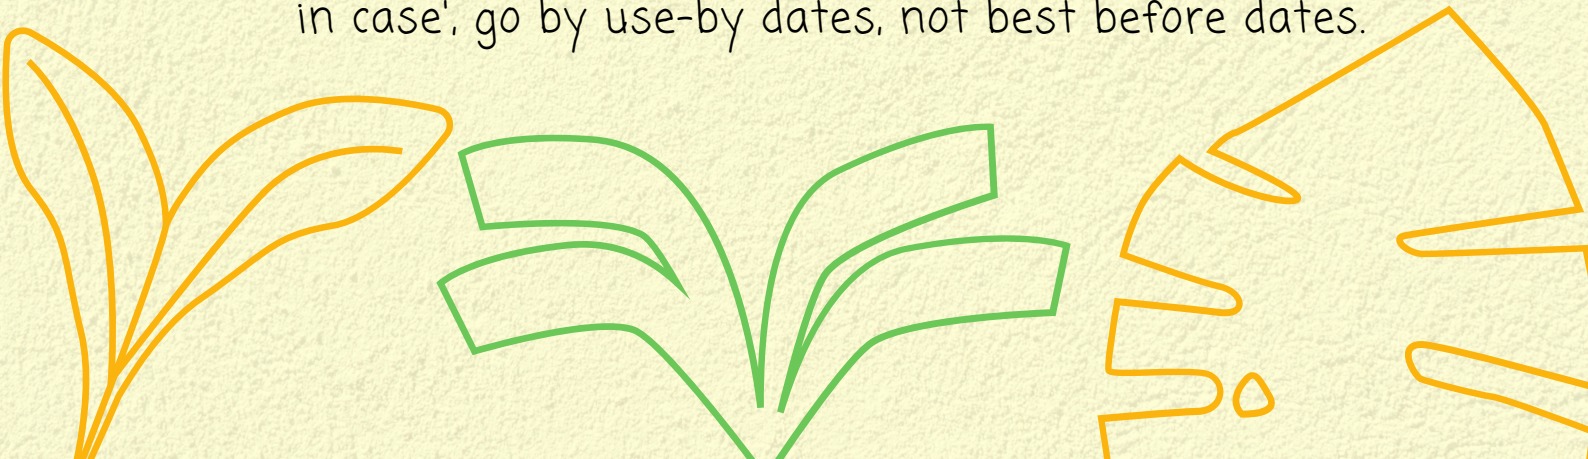 in case', go by use-by dates, not best before dates.